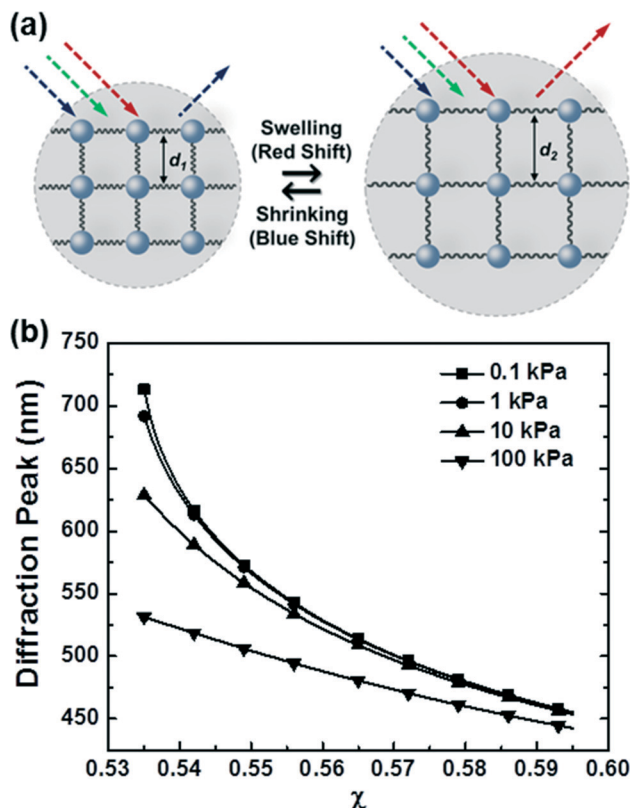 (a)
Swelling
(Red Shift)
Shrinking
(Blue Shift)
d1
d2
(b)
Diffraction Peak (nm)
750
700
650
600
550
500
450
0.1 kPa
1 kPa
10 kPa
100 kPa
0.53 0.54 0.55 0.56 0.57 0.58 0.59 0.60
χ